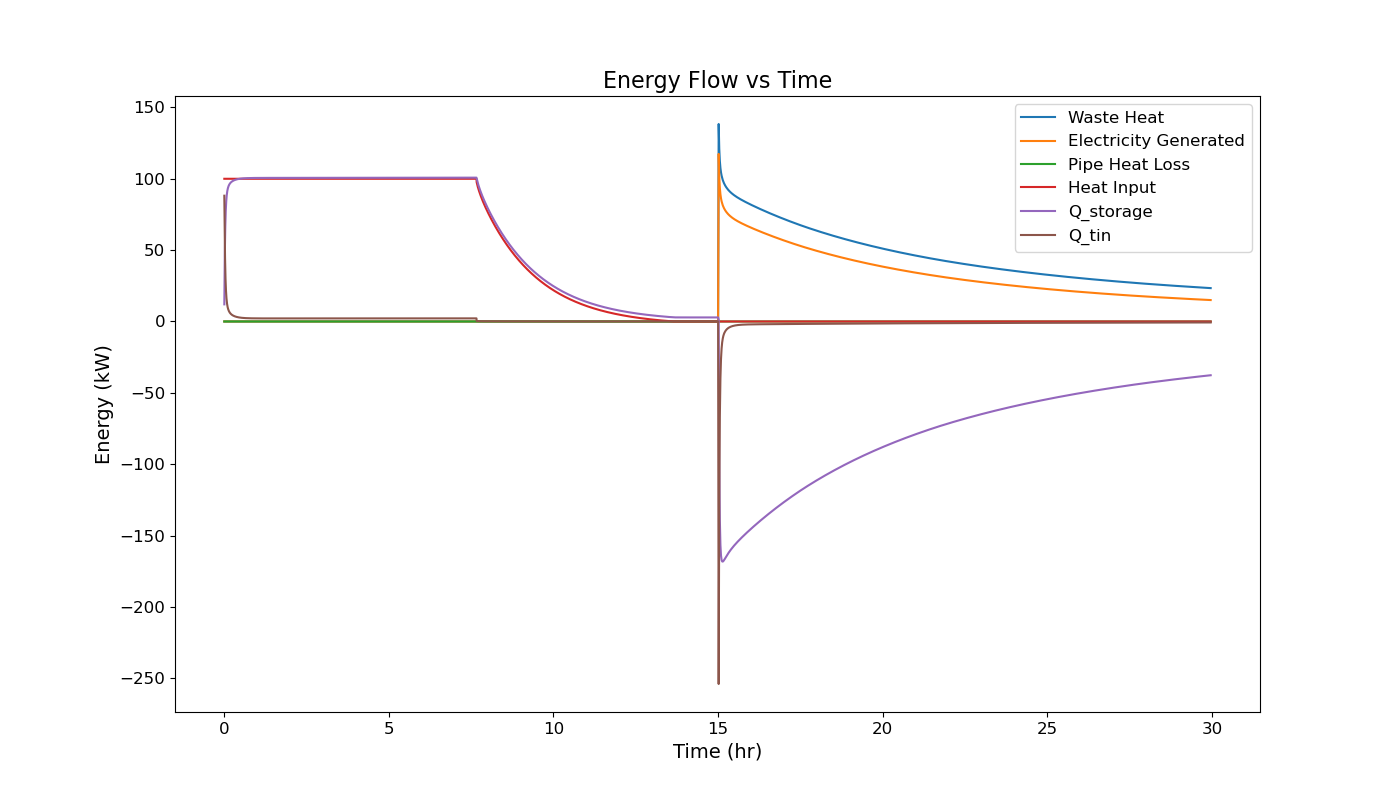 Energy Flow vs Time
150
100
50
0
−50
−100
−150
−200
−250
Energy (kW)
Waste Heat
Electricity Generated
Pipe Heat Loss
Heat Input
Q_storage
Q_tin
0 5 10 15 20 25 30
Time (hr)